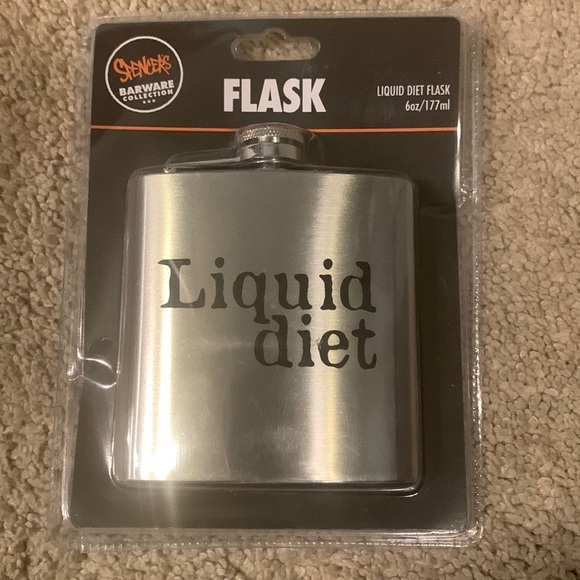 SPENCER'S
BARWARE
COLLECTION
FLASK
LIQUID DIET FLASK
6oz/177ml
Liquid
diet